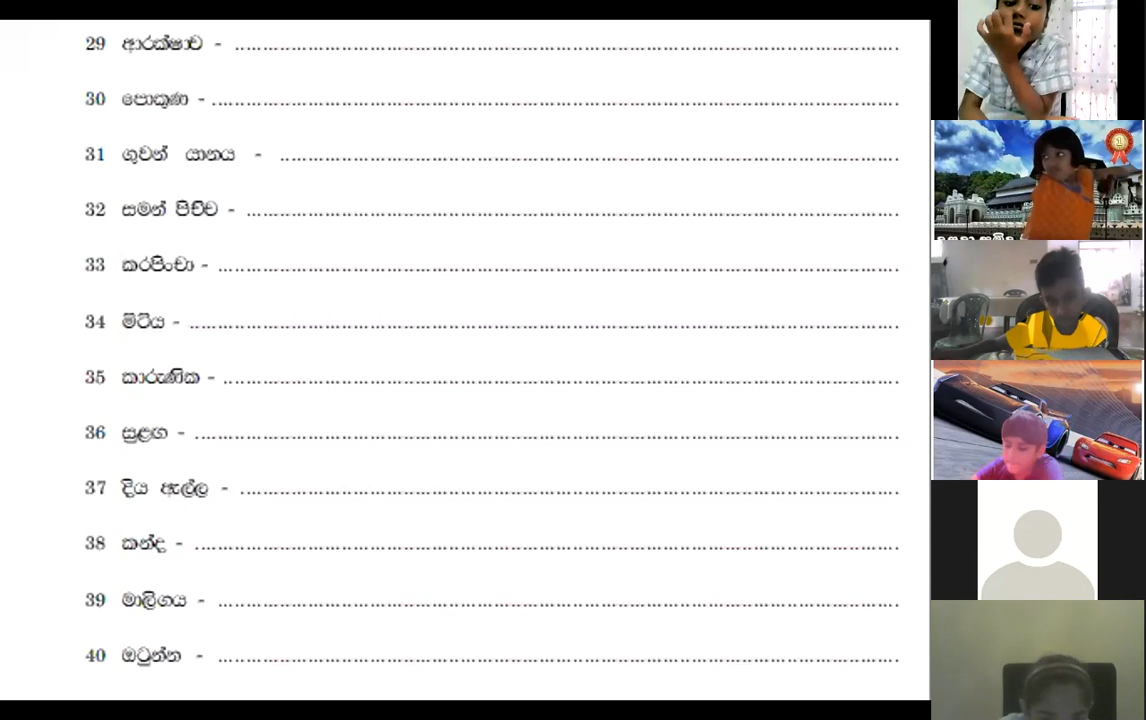 29 ආරක්ෂාව - ........................................................................
30 පොකුණ - ........................................................................
31 ගුවන් යානය - ........................................................................
32 සමන් පිච්ච - ........................................................................
33 කරපිංචා - ........................................................................
34 මිටිය - ........................................................................
35 කාරුණික - ........................................................................
36 සුළඟ - ........................................................................
37 දිය ඇල්ල - ........................................................................
38 කන්ද - ........................................................................
39 මාලිගය - ........................................................................
40 ඔටුන්න - ........................................................................
1